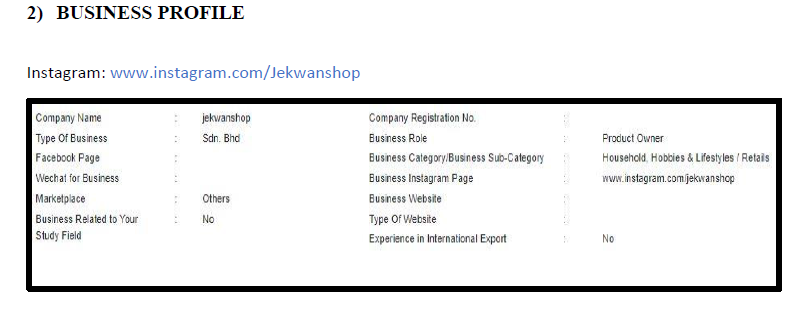 2) BUSINESS PROFILE
Instagram: www.instagram.com/Jekwanshop
Company Name : jekwanshop Company Registration No. :
Type Of Business : Sdn. Bhd Business Role : Product Owner
Facebook Page : Business Category/Business Sub-Category : Household, Hobbies & Lifestyles / Retails
Wechat for Business : Business Instagram Page : www.instagram.com/jekwanshop
Marketplace : Others Business Website :
Business Related to Your : No Type Of Website :
Study Field
Experience in International Export : No